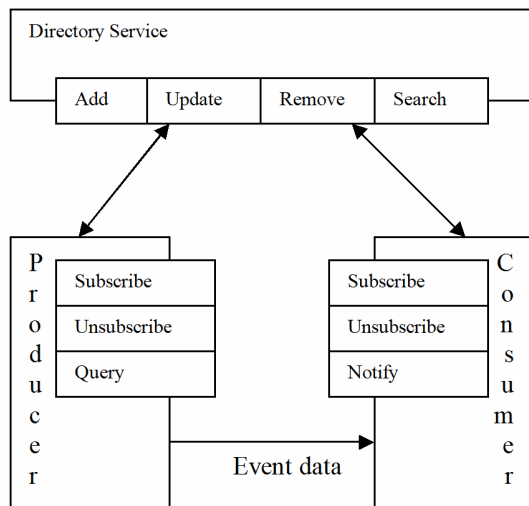 Directory Service
Add Update Remove Search
Producer
Subscribe
Unsubscribe
Query
Subscribe
Unsubscribe
Notify
Consumer
Event data